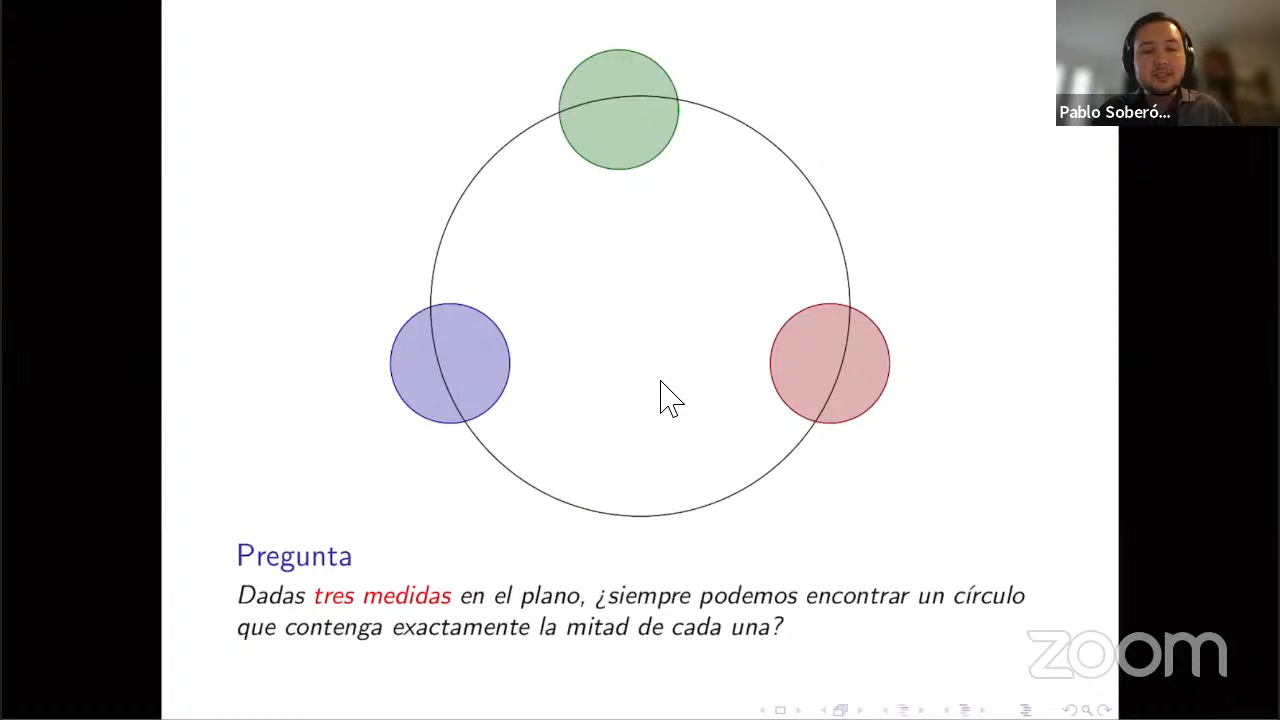 Pablo Soberó...
Pregunta
Dadas tres medidas en el plano, ¿siempre podemos encontrar un círculo
que contenga exactamente la mitad de cada una?
zoom